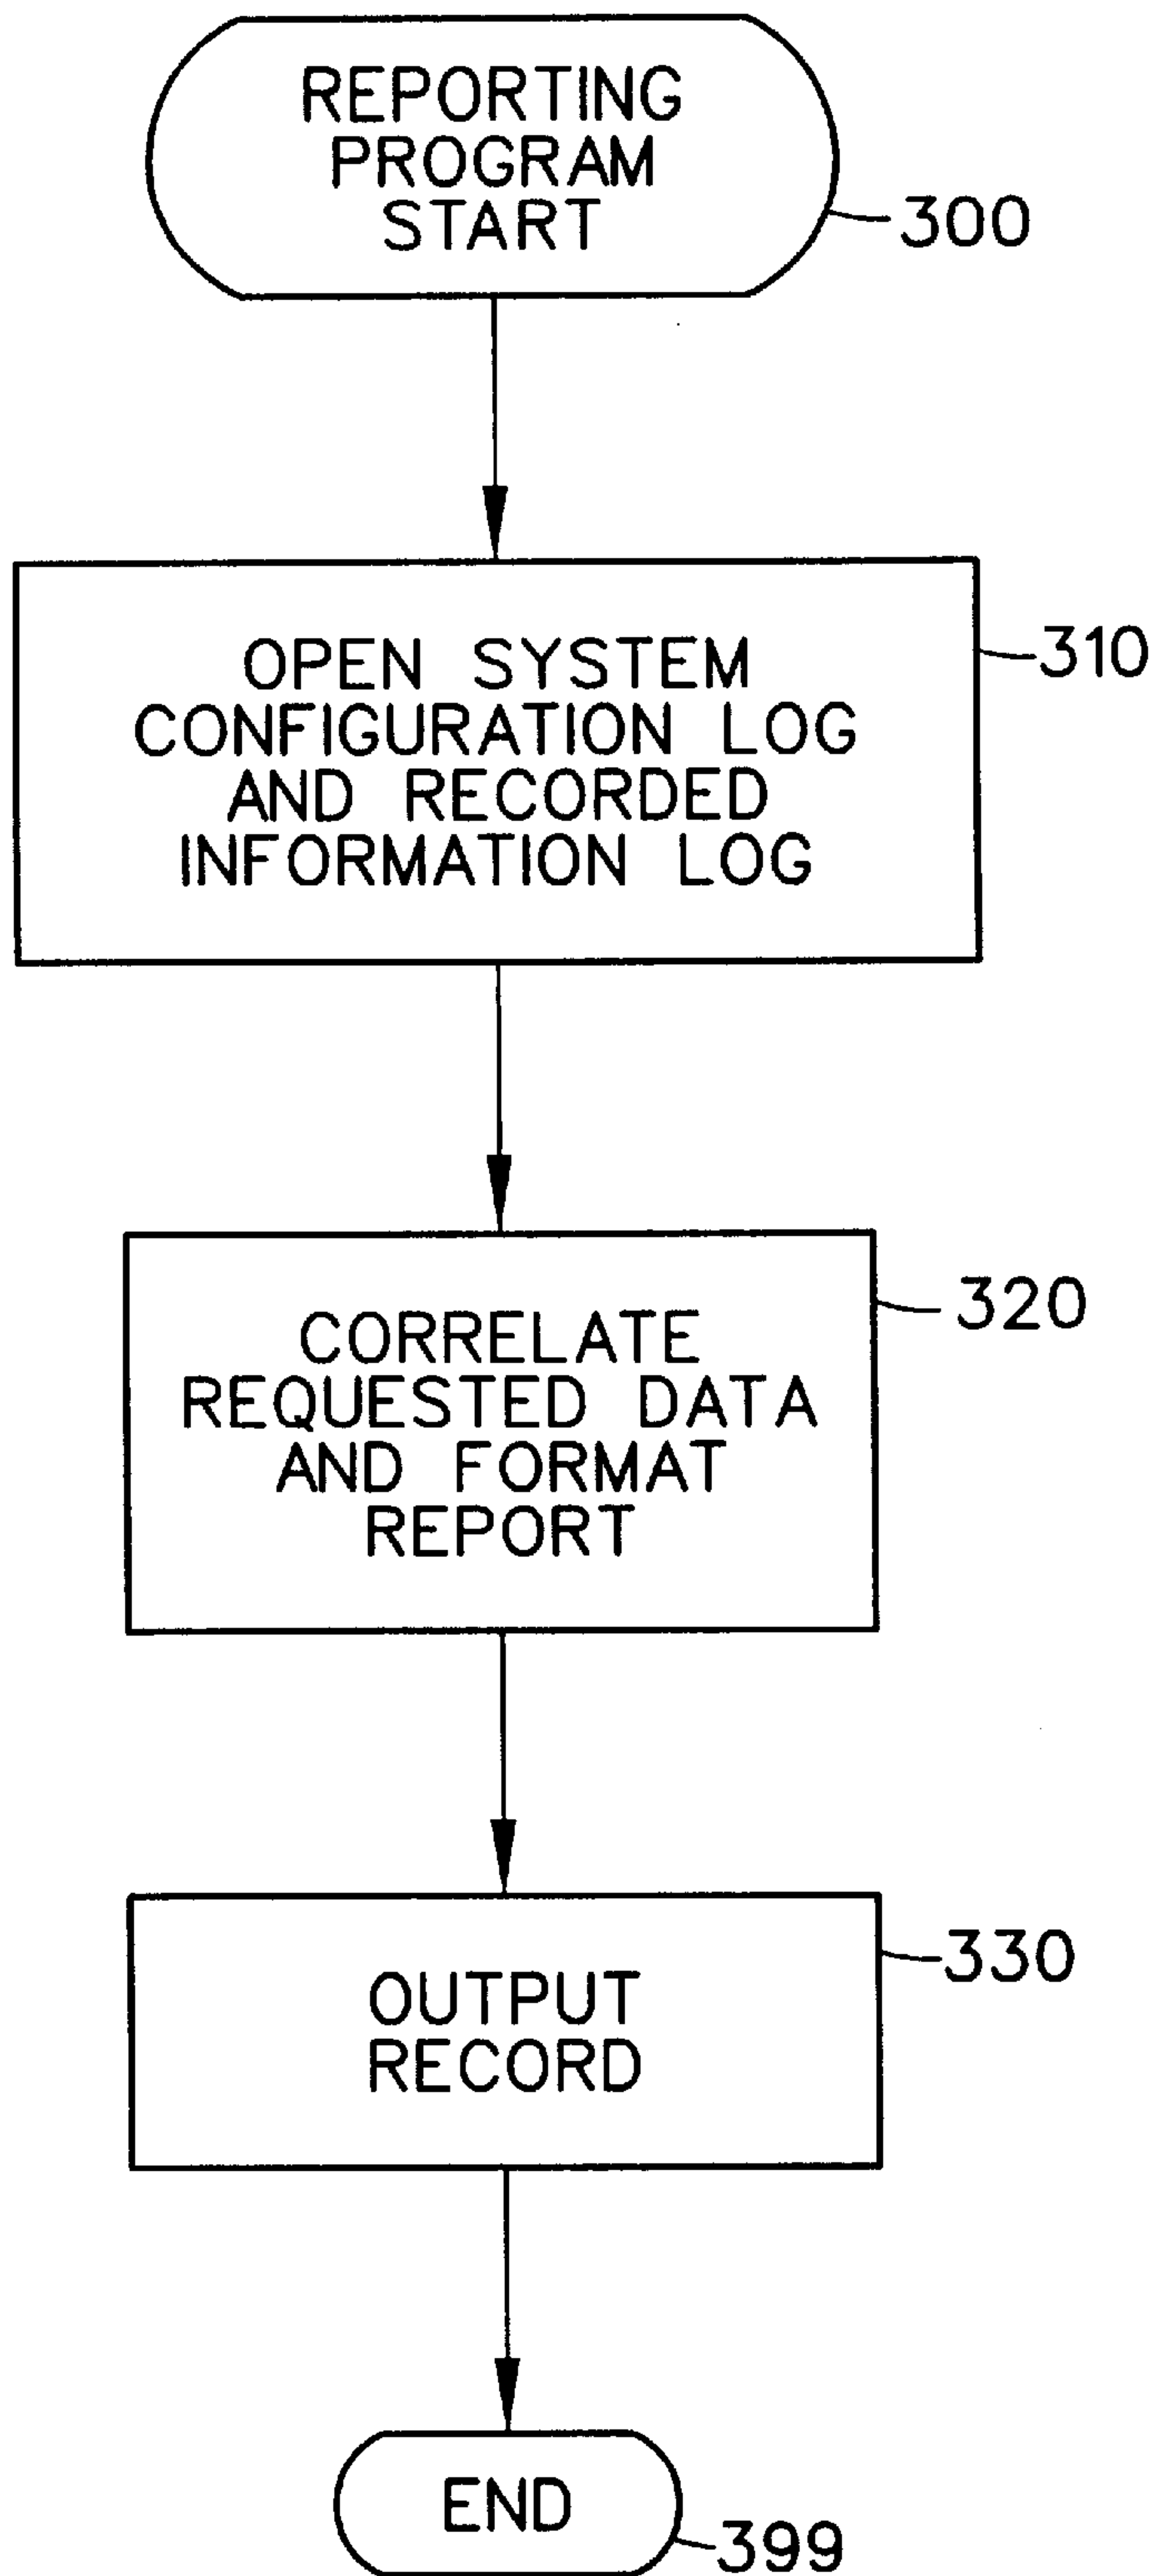 REPORTING
PROGRAM
START
300
OPEN SYSTEM
CONFIGURATION LOG
AND RECORDED
INFORMATION LOG
310
CORRELATE
REQUESTED DATA
AND FORMAT
REPORT
320
OUTPUT
RECORD
330
END
399